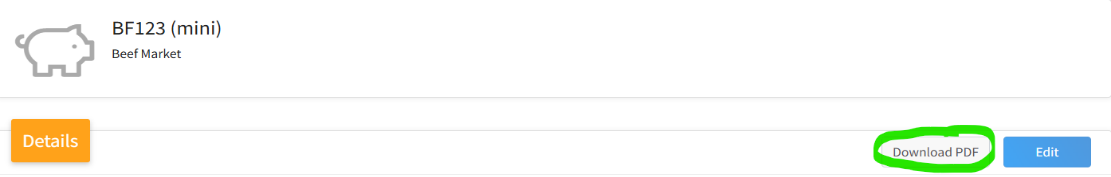 BF123 (mini)
Beef Market
Details
Download PDF
Edit